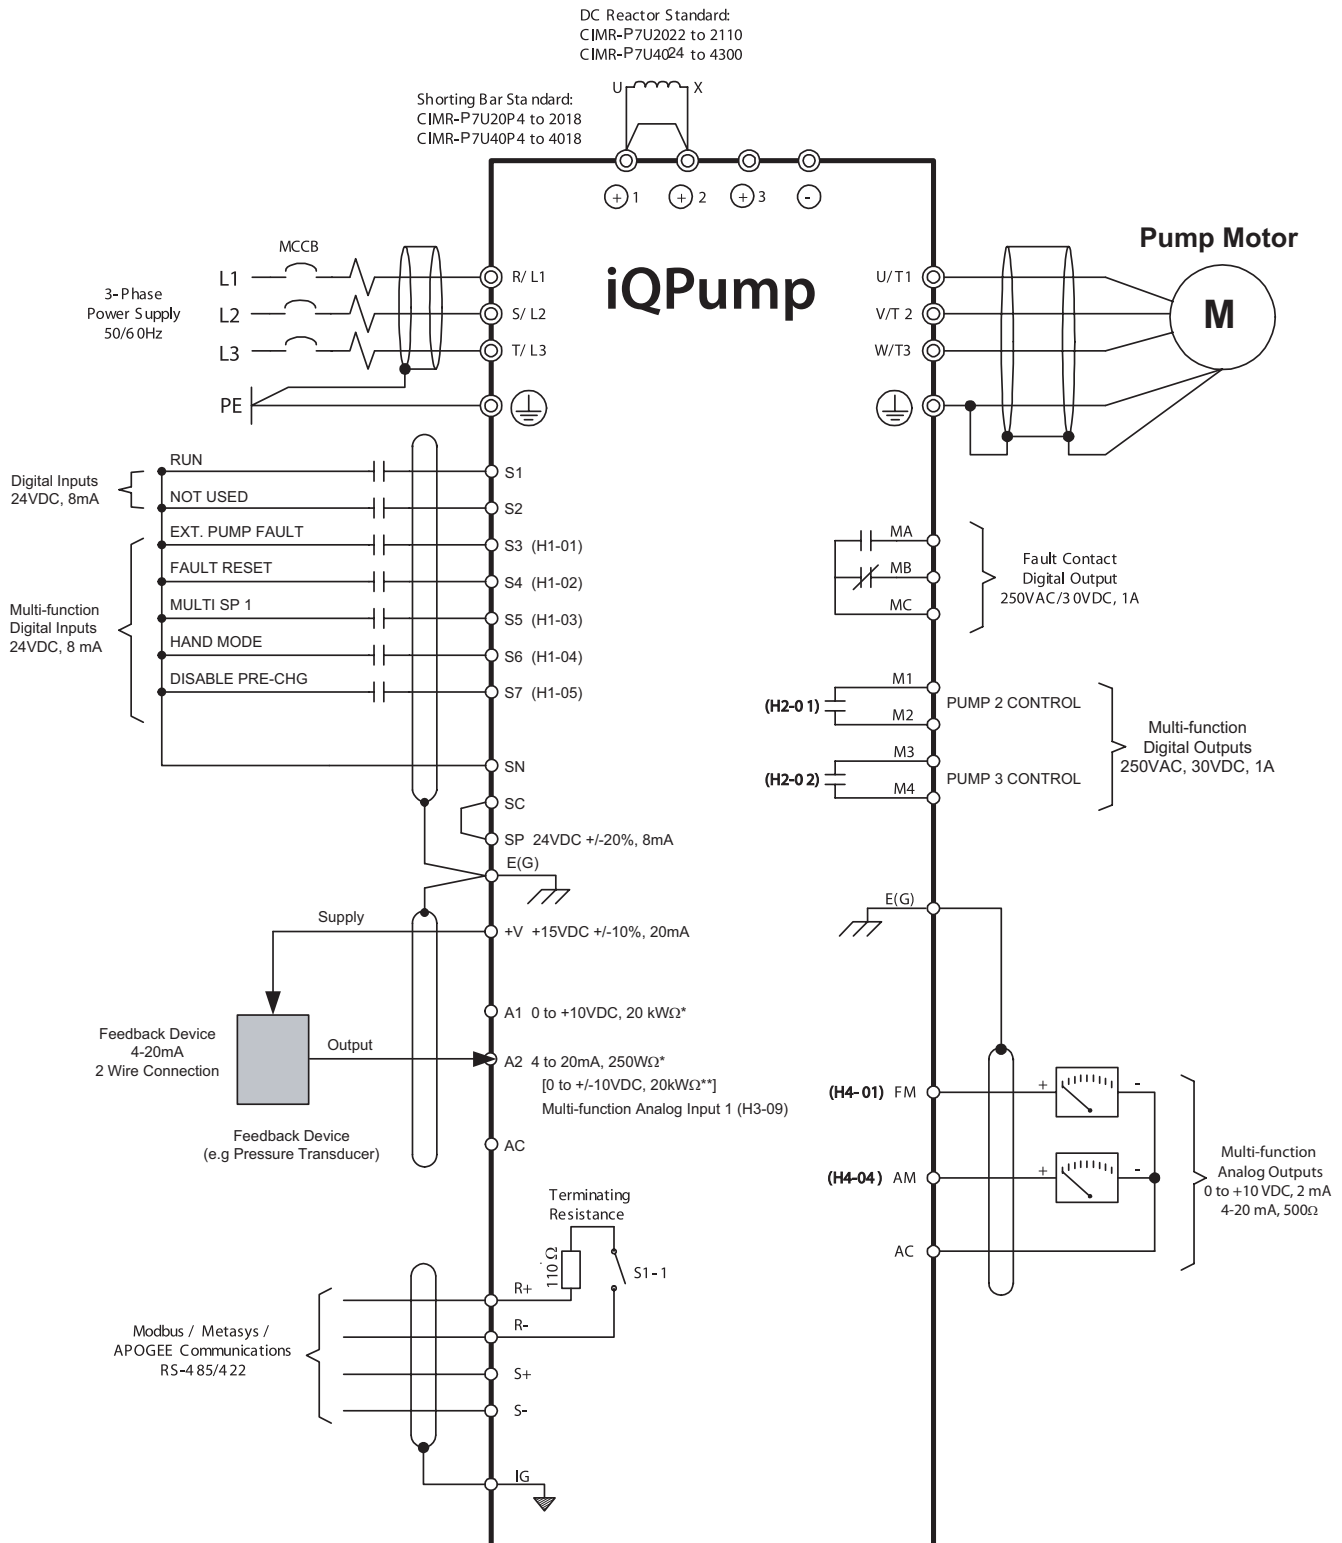 DC Reactor Standard:
CIMR-P7U2022 to 2110
CIMR-P7U4024 to 4300
U X
Shorting Bar Standard:
CIMR-P7U20P4 to 2018
CIMR-P7U40P4 to 4018
+ 1 + 2 + 3 -
iQPump
Pump Motor
M
MCCB
3-Phase
Power Supply
50/60Hz
L1
L2
L3
PE
R/L1
S/L2
T/L3
U/T1
V/T2
W/T3
Digital Inputs
24VDC, 8mA
RUN
S1
NOT USED
S2
Multi-function
Digital Inputs
24VDC, 8 mA
EXT. PUMP FAULT
S3 (H1-01)
FAULT RESET
S4 (H1-02)
MULTI SP 1
S5 (H1-03)
HAND MODE
S6 (H1-04)
DISABLE PRE-CHG
S7 (H1-05)
SN
SC
SP 24VDC +/-20%, 8mA
E(G)
MA
MB
MC
Fault Contact
Digital Output
250VAC/30VDC, 1A
(H2-01)
M1
M2
PUMP 2 CONTROL
(H2-02)
M3
M4
PUMP 3 CONTROL
Multi-function
Digital Outputs
250VAC, 30VDC, 1A
E(G)
Supply
+V +15VDC +/-10%, 20mA
A1 0 to +10VDC, 20 kWΩ*
Feedback Device
4-20mA
2 Wire Connection
Output
A2 4 to 20mA, 250WΩ*
[0 to +/-10VDC, 20kWΩ**]
Multi-function Analog Input 1 (H3-09)
Feedback Device
(e.g Pressure Transducer)
AC
(H4-01) FM
+ -
(H4-04) AM
+ -
AC
Multi-function
Analog Outputs
0 to +10 VDC, 2 mA
4-20 mA, 500Ω
Terminating
Resistance
110 Ω
S1-1
Modbus / Metasys /
APOGEE Communications
RS-485/422
R+
R-
S+
S-
IG